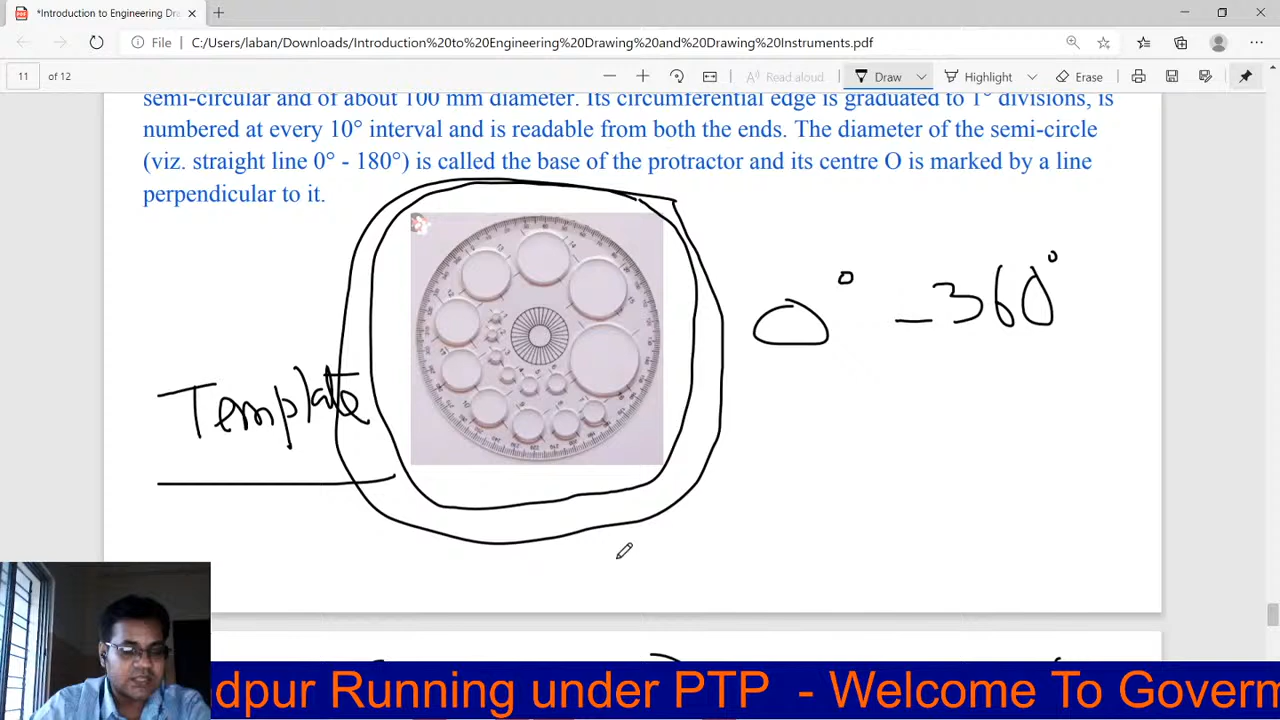 *Introduction to Engineering Dra
File C:/Users/laban/Downloads/Introduction%20to%20Engineering%20Drawing%20and%20Drawing%20Instruments.pdf
11 of 12 Read aloud Draw Highlight Erase
semi-circular and of about 100 mm diameter. Its circumferential edge is graduated to 1° divisions, is
numbered at every 10° interval and is readable from both the ends. The diameter of the semi-circle
(viz. straight line 0° - 180°) is called the base of the protractor and its centre O is marked by a line
perpendicular to it.
0° - 360°
Template
dpur Running under PTP - Welcome To Governm